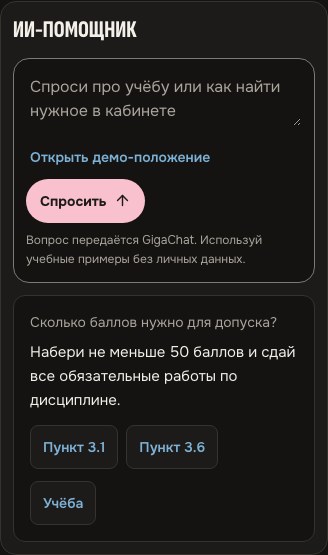 ИИ-ПОМОЩНИК
Спроси про учёбу или как найти
нужное в кабинете
Открыть демо-положение
Спросить ↑
Вопрос передаётся GigaChat. Используй
учебные примеры без личных данных.
Сколько баллов нужно для допуска?
Набери не меньше 50 баллов и сдай
все обязательные работы по
дисциплине.
Пункт 3.1 Пункт 3.6
Учёба